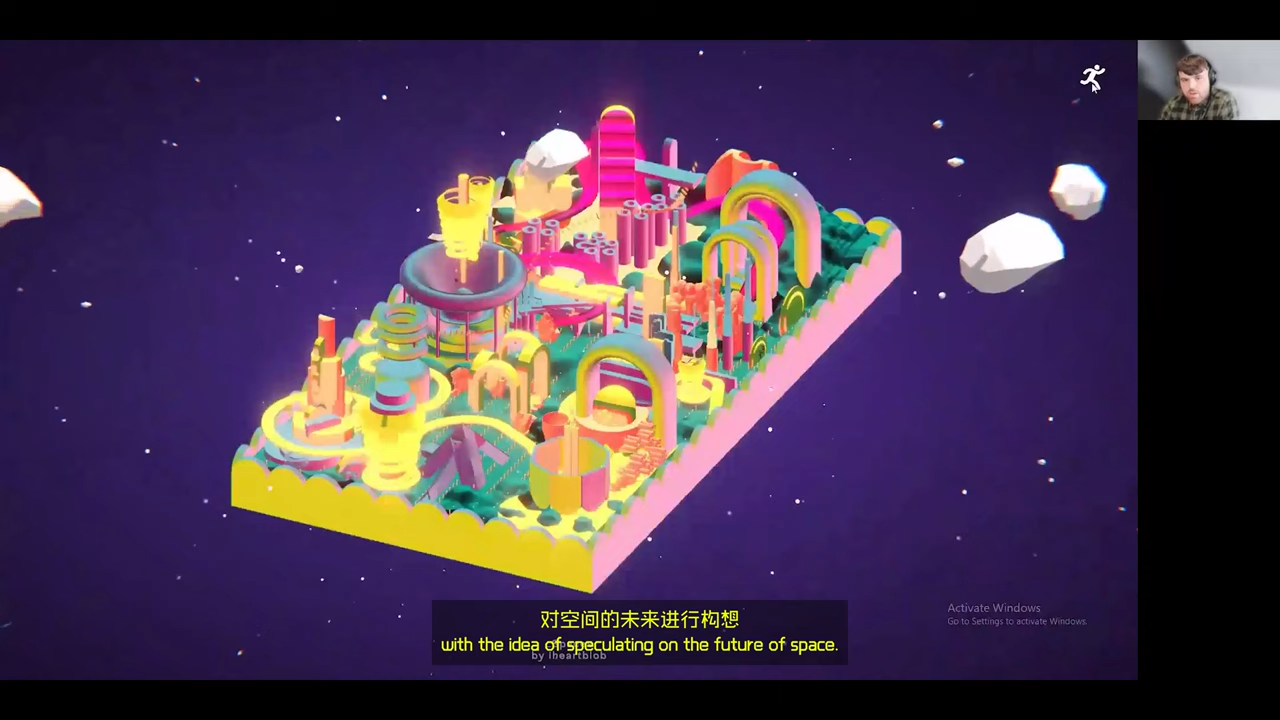 Activate Windows
Go to Settings to activate Windows.
对空间的未来进行构想
with the idea of speculating on the future of space.
by iheartblob